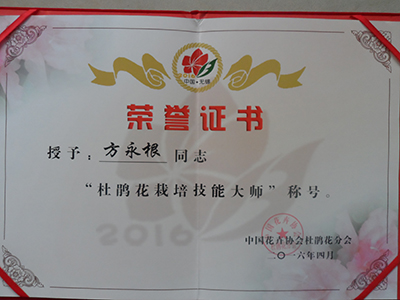 2016
中国·无锡
荣誉证书
授予：方永根同志
“杜鹃花栽培技能大师”称号。
2016
中国花卉协会杜鹃花分会
二〇一六年四月